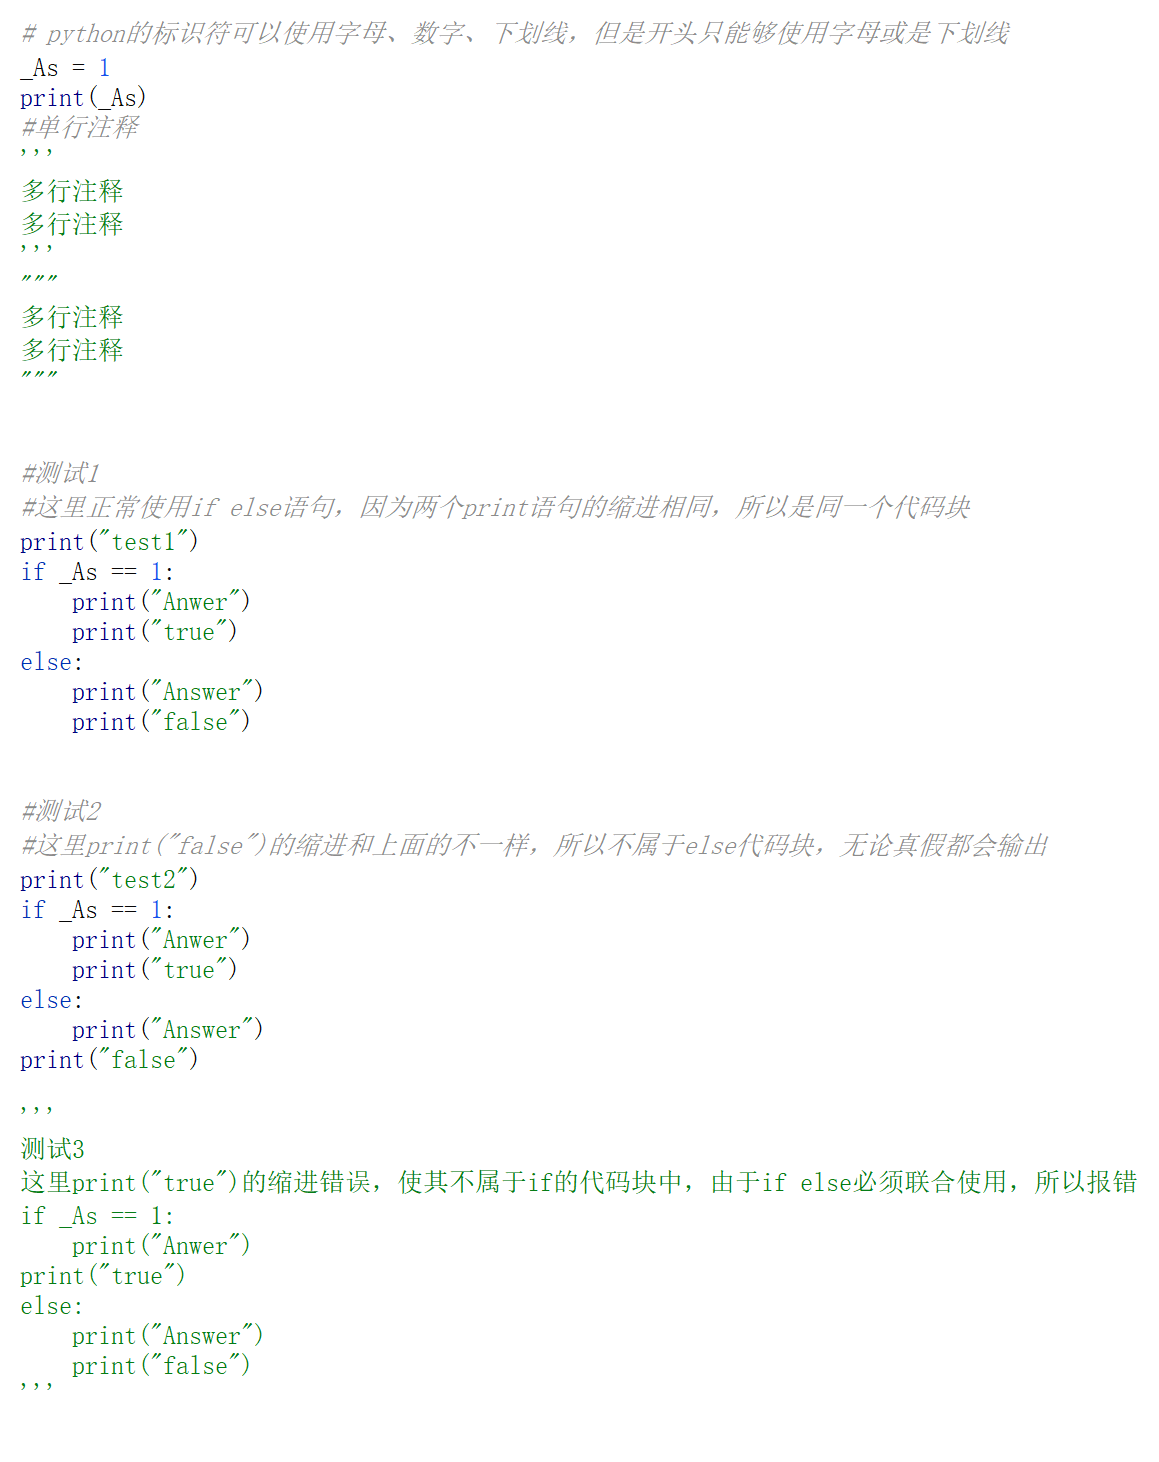 # python的标识符可以使用字母、数字、下划线，但是开头只能够使用字母或是下划线
_As = 1
print(_As)
#单行注释
'''
多行注释
多行注释
'''
"""
多行注释
多行注释
"""
#测试1
#这里正常使用if else语句，因为两个print语句的缩进相同，所以是同一个代码块
print("test1")
if _As == 1:
    print("Anwer")
    print("true")
else:
    print("Answer")
    print("false")
#测试2
#这里print("false")的缩进和上面的不一样，所以不属于else代码块，无论真假都会输出
print("test2")
if _As == 1:
    print("Anwer")
    print("true")
else:
    print("Answer")
print("false")
'''
测试3
这里print("true")的缩进错误，使其不属于if的代码块中，由于if else必须联合使用，所以报错
if _As == 1:
    print("Anwer")
print("true")
else:
    print("Answer")
    print("false")
'''